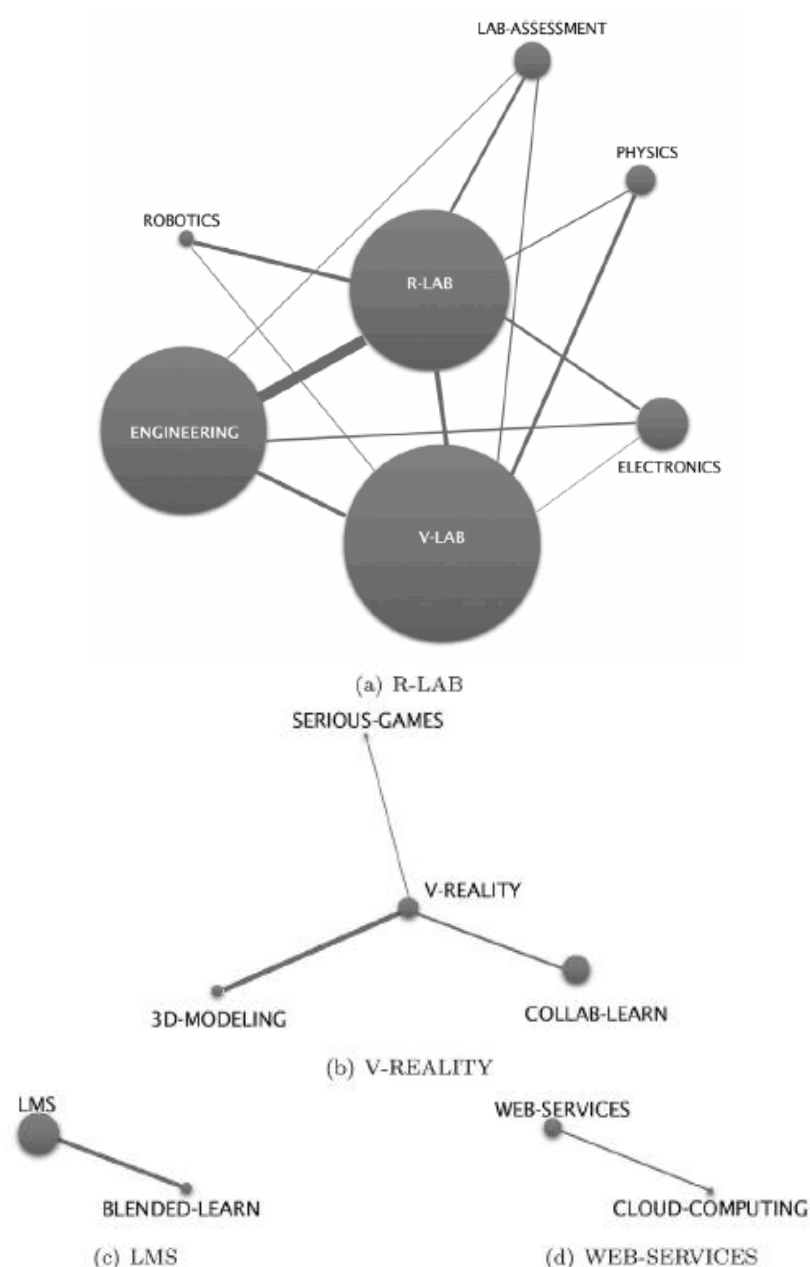 LAB-ASSESSMENT
PHYSICS
ROBOTICS
R-LAB
ENGINEERING
ELECTRONICS
V-LAB
(a) R-LAB
SERIOUS-GAMES
V-REALITY
3D-MODELING
COLLAB-LEARN
(b) V-REALITY
LMS
WEB-SERVICES
BLENDED-LEARN
CLOUD-COMPUTING
(c) LMS
(d) WEB-SERVICES